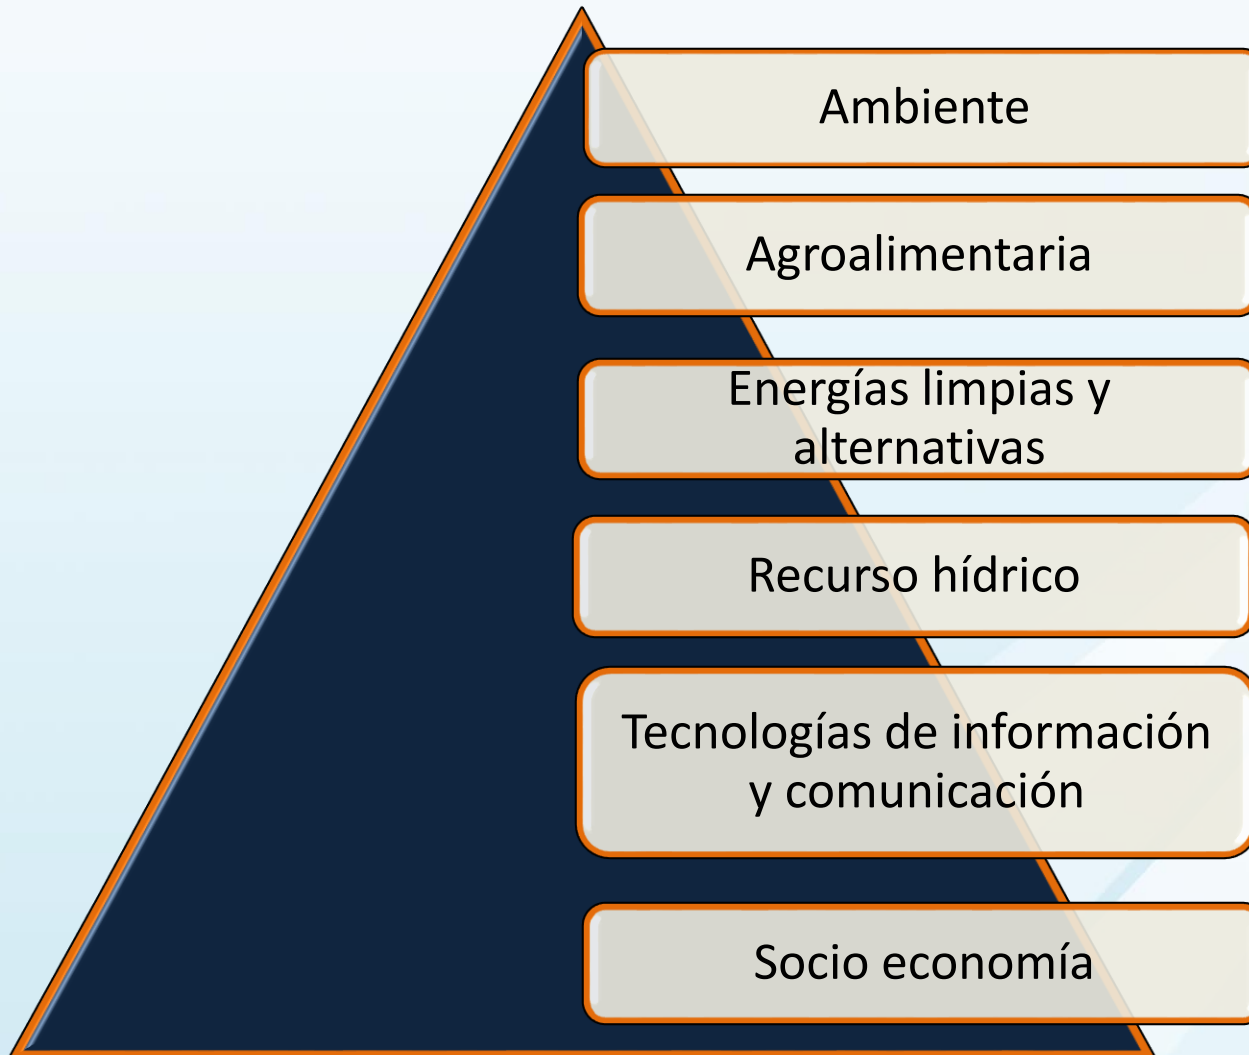 Ambiente
Agroalimentaria
Energías limpias y
alternativas
Recurso hídrico
Tecnologías de información
y comunicación
Socio economía